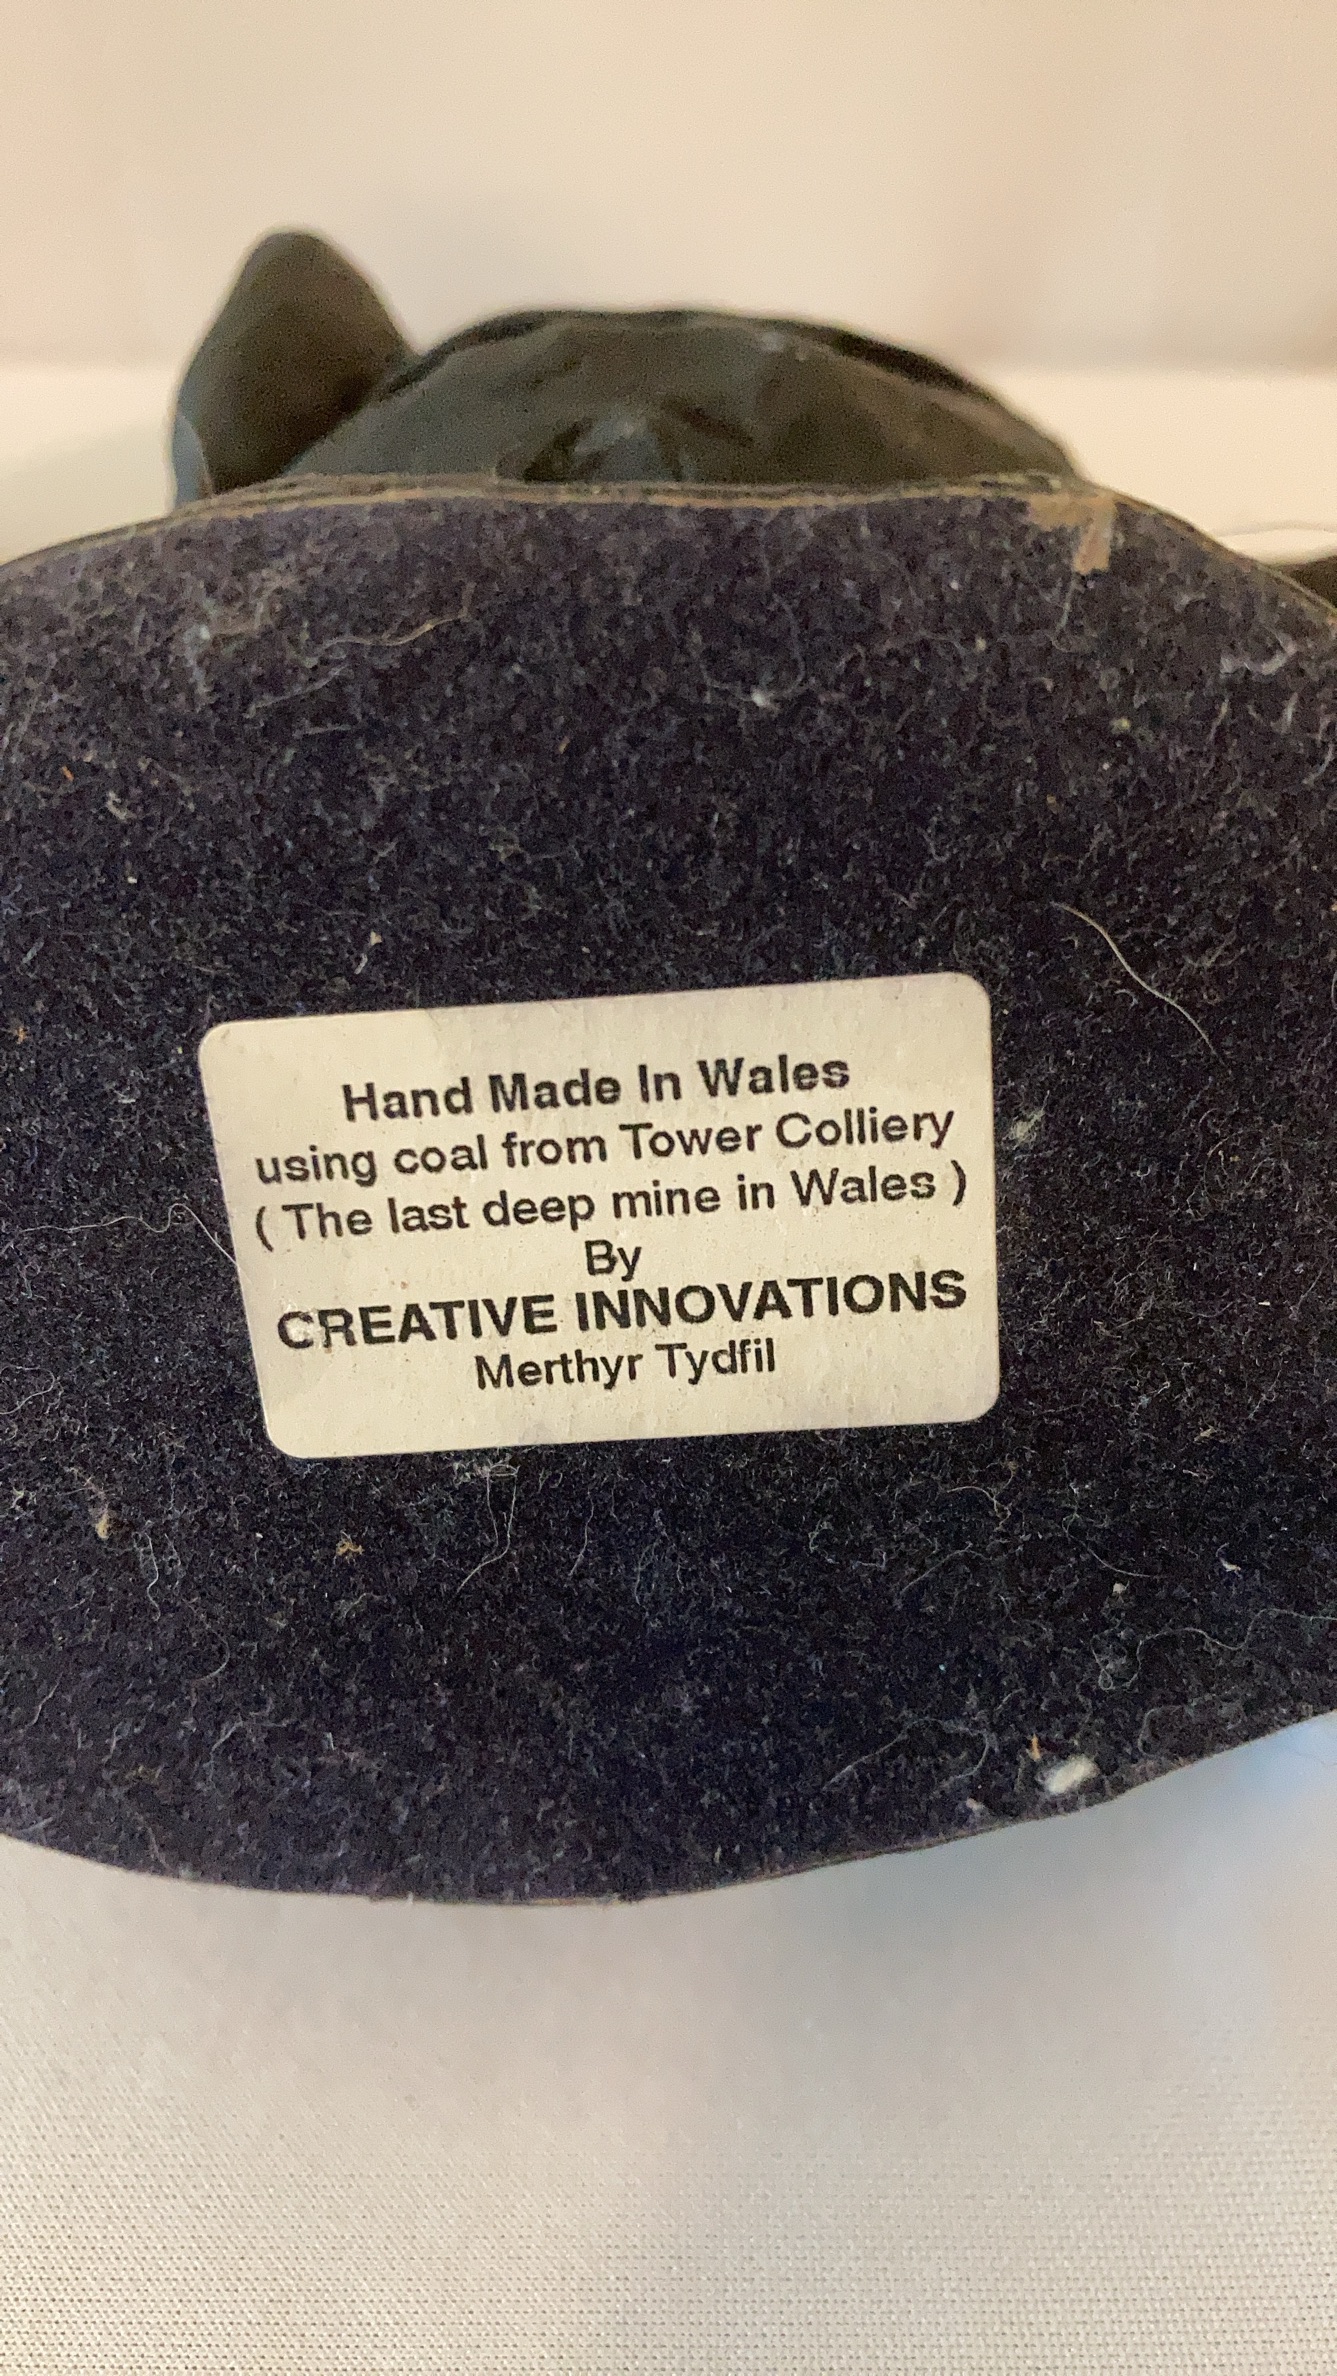 Hand Made In Wales
using coal from Tower Colliery
( The last deep mine in Wales )
By
CREATIVE INNOVATIONS
Merthyr Tydfil